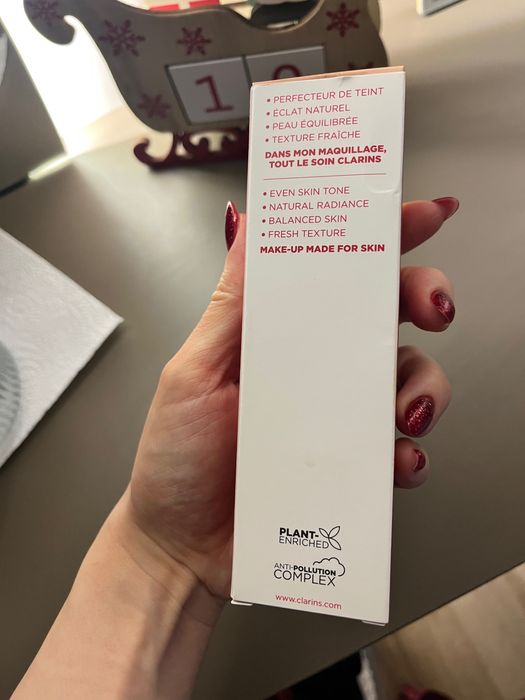 1
• PERFECTEUR DE TEINT
• ÉCLAT NATUREL
• PEAU ÉQUILIBRÉE
• TEXTURE FRAÎCHE
DANS MON MAQUILLAGE,
TOUT LE SOIN CLARINS
• EVEN SKIN TONE
• NATURAL RADIANCE
• BALANCED SKIN
• FRESH TEXTURE
MAKE-UP MADE FOR SKIN
PLANT-
ENRICHED
ANTI-POLLUTION
COMPLEX
www.clarins.com